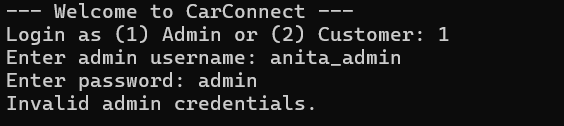 --- Welcome to CarConnect ---
Login as (1) Admin or (2) Customer: 1
Enter admin username: anita_admin
Enter password: admin
Invalid admin credentials.